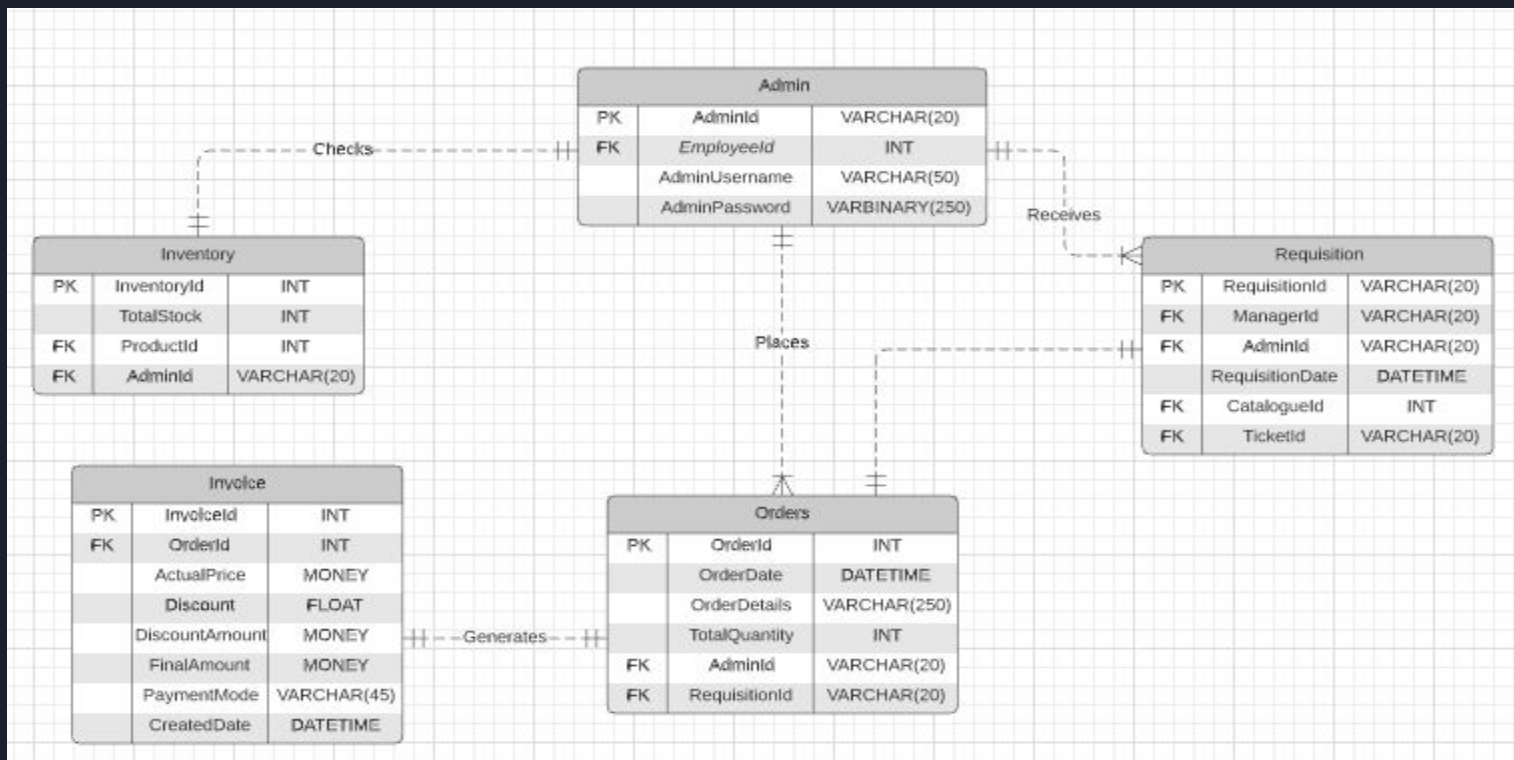 Admin
PK AdminId VARCHAR(20)
FK EmployeeId INT
AdminUsername VARCHAR(50)
AdminPassword VARBINARY(250)
Checks
Receives
Inventory
PK InventoryId INT
TotalStock INT
FK ProductId INT
FK AdminId VARCHAR(20)
Requisition
PK RequisitionId VARCHAR(20)
FK ManagerId VARCHAR(20)
FK AdminId VARCHAR(20)
RequisitionDate DATETIME
FK CatalogueId INT
FK TicketId VARCHAR(20)
Places
Invoice
PK InvoiceId INT
FK OrderId INT
ActualPrice MONEY
Discount FLOAT
DiscountAmount MONEY
FinalAmount MONEY
PaymentMode VARCHAR(45)
CreatedDate DATETIME
Generates
Orders
PK OrderId INT
OrderDate DATETIME
OrderDetails VARCHAR(250)
TotalQuantity INT
FK AdminId VARCHAR(20)
FK RequisitionId VARCHAR(20)